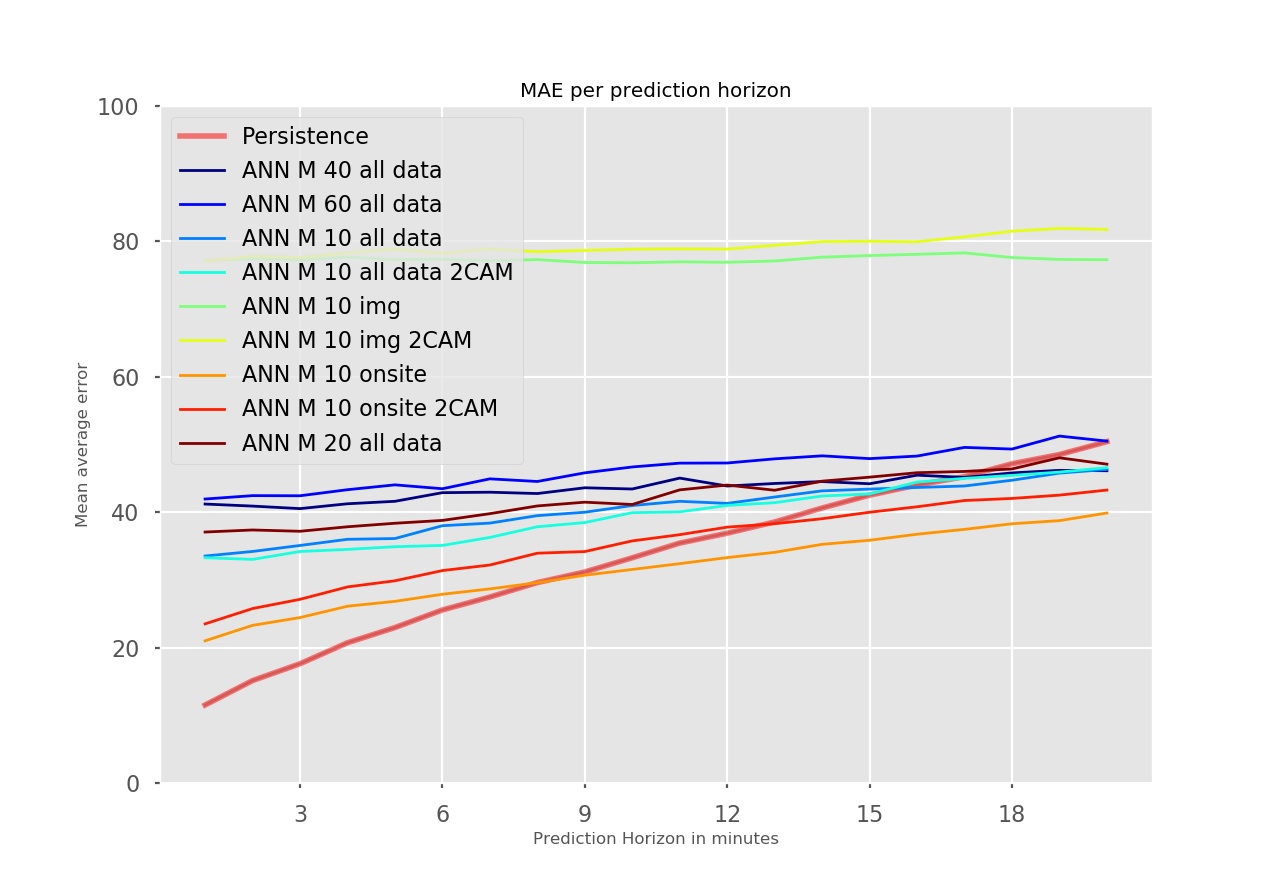 MAE per prediction horizon
100
80
60
40
20
0
Mean average error
Persistence
ANN M 40 all data
ANN M 60 all data
ANN M 10 all data
ANN M 10 all data 2CAM
ANN M 10 img
ANN M 10 img 2CAM
ANN M 10 onsite
ANN M 10 onsite 2CAM
ANN M 20 all data
3 6 9 12 15 18
Prediction Horizon in minutes